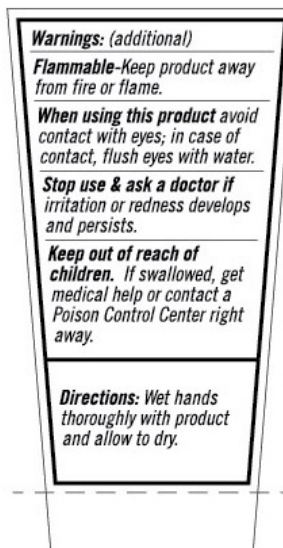 Warnings: (additional)
Flammable-Keep product away
from fire or flame.
When using this product avoid
contact with eyes; in case of
contact, flush eyes with water.
Stop use & ask a doctor if
irritation or redness develops
and persists.
Keep out of reach of
children. If swallowed, get
medical help or contact a
Poison Control Center right
away.
Directions: Wet hands
thoroughly with product
and allow to dry.